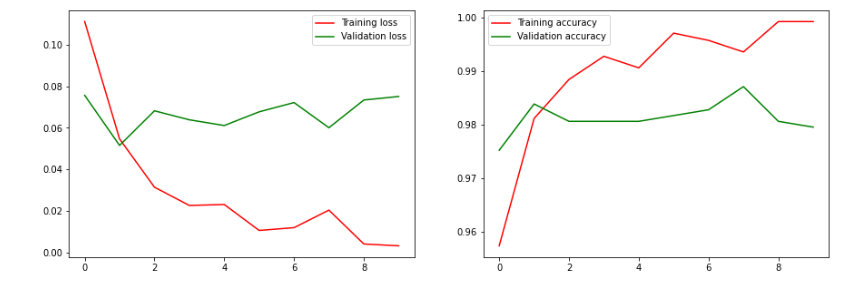 Training loss
Validation loss
0.10
0.08
0.06
0.04
0.02
0.00
0 2 4 6 8
Training accuracy
Validation accuracy
1.00
0.99
0.98
0.97
0.96
0 2 4 6 8